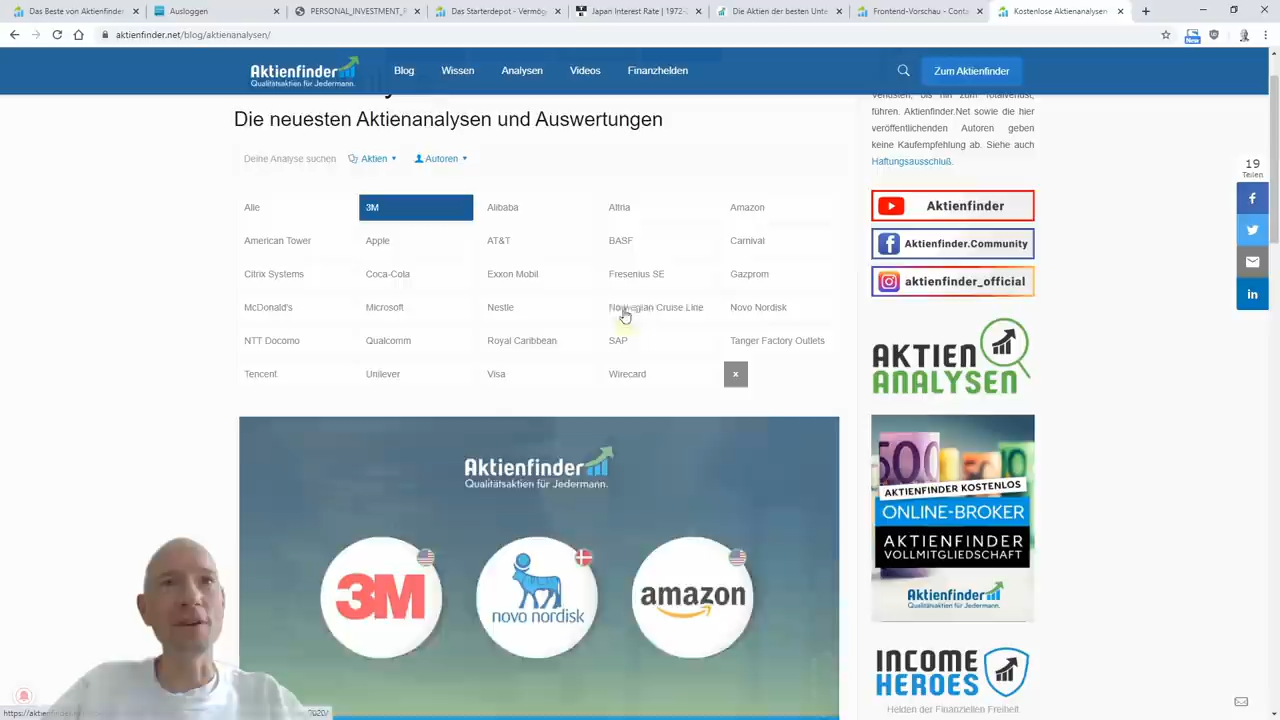 Die besten Unternehmen
Ausloggen
PERSONAL_INVESTMENT_F
Das Starterdepot - Vermög
Japan Interest Rate | 1972-
Die Aktien der besten Unte
Frontend-Vorschau - Conta
Kostenlose Aktienanalysen
aktienfinder.net/blog/aktienanalysen/
New
Aktienfinder
Qualitätsaktien für Jedermann.
Blog
Wissen
Analysen
Videos
Finanzhelden
Zum Aktienfinder
Die neuesten Aktienanalysen und Auswertungen
Verlusten, bis hin zum Totalverlust,
führen. Aktienfinder.Net sowie die hier
veröffentlichenden Autoren geben
keine Kaufempfehlung ab. Siehe auch
Haftungsausschluß.
Deine Analyse suchen
Aktien
Autoren
Alle
3M
Alibaba
Altria
Amazon
American Tower
Apple
AT&T
BASF
Carnival
Citrix Systems
Coca-Cola
Exxon Mobil
Fresenius SE
Gazprom
McDonald's
Microsoft
Nestle
Norwegian Cruise Line
Novo Nordisk
NTT Docomo
Qualcomm
Royal Caribbean
SAP
Tanger Factory Outlets
Tencent
Unilever
Visa
Wirecard
x
19
Teilen
Aktienfinder
Aktienfinder.Community
aktienfinder_official
AKTIEN
ANALYSEN
500
AKTIENFINDER KOSTENLOS
ONLINE-BROKER
AKTIENFINDER
VOLLMITGLIEDSCHAFT
Aktienfinder
Qualitätsaktien für Jedermann.
INCOME
HEROES
Helden der Finanziellen Freiheit
Aktienfinder
Qualitätsaktien für Jedermann.
3M
novo nordisk
amazon